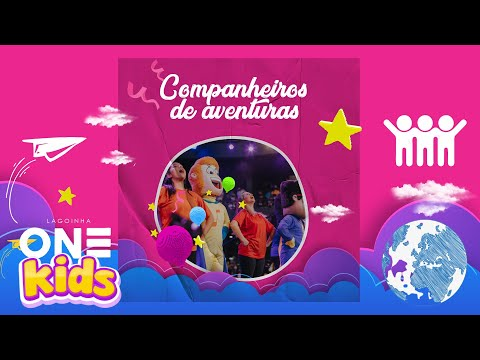 Companheiros
de aventuras
LAGOINHA
ONE
Kids